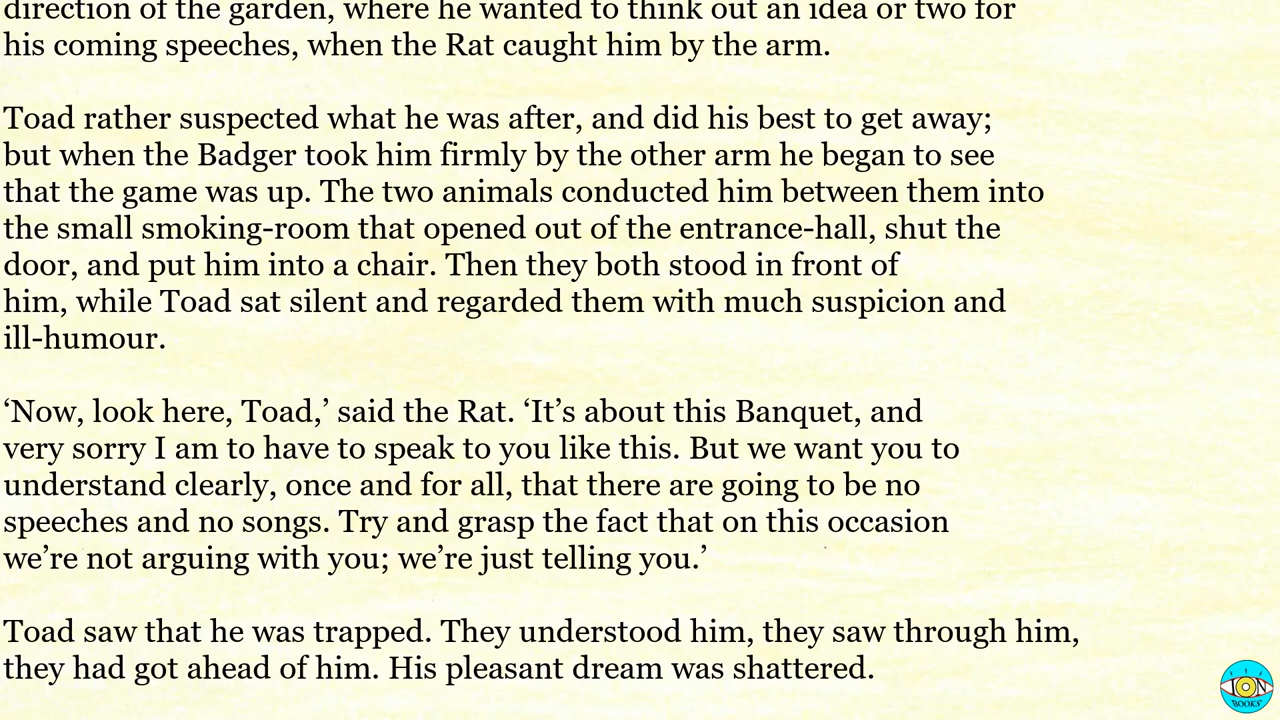 direction of the garden, where he wanted to think out an idea or two for
his coming speeches, when the Rat caught him by the arm.
Toad rather suspected what he was after, and did his best to get away;
but when the Badger took him firmly by the other arm he began to see
that the game was up. The two animals conducted him between them into
the small smoking-room that opened out of the entrance-hall, shut the
door, and put him into a chair. Then they both stood in front of
him, while Toad sat silent and regarded them with much suspicion and
ill-humour.
‘Now, look here, Toad,’ said the Rat. ‘It’s about this Banquet, and
very sorry I am to have to speak to you like this. But we want you to
understand clearly, once and for all, that there are going to be no
speeches and no songs. Try and grasp the fact that on this occasion
we’re not arguing with you; we’re just telling you.’
Toad saw that he was trapped. They understood him, they saw through him,
they had got ahead of him. His pleasant dream was shattered.
ION
BOOKS